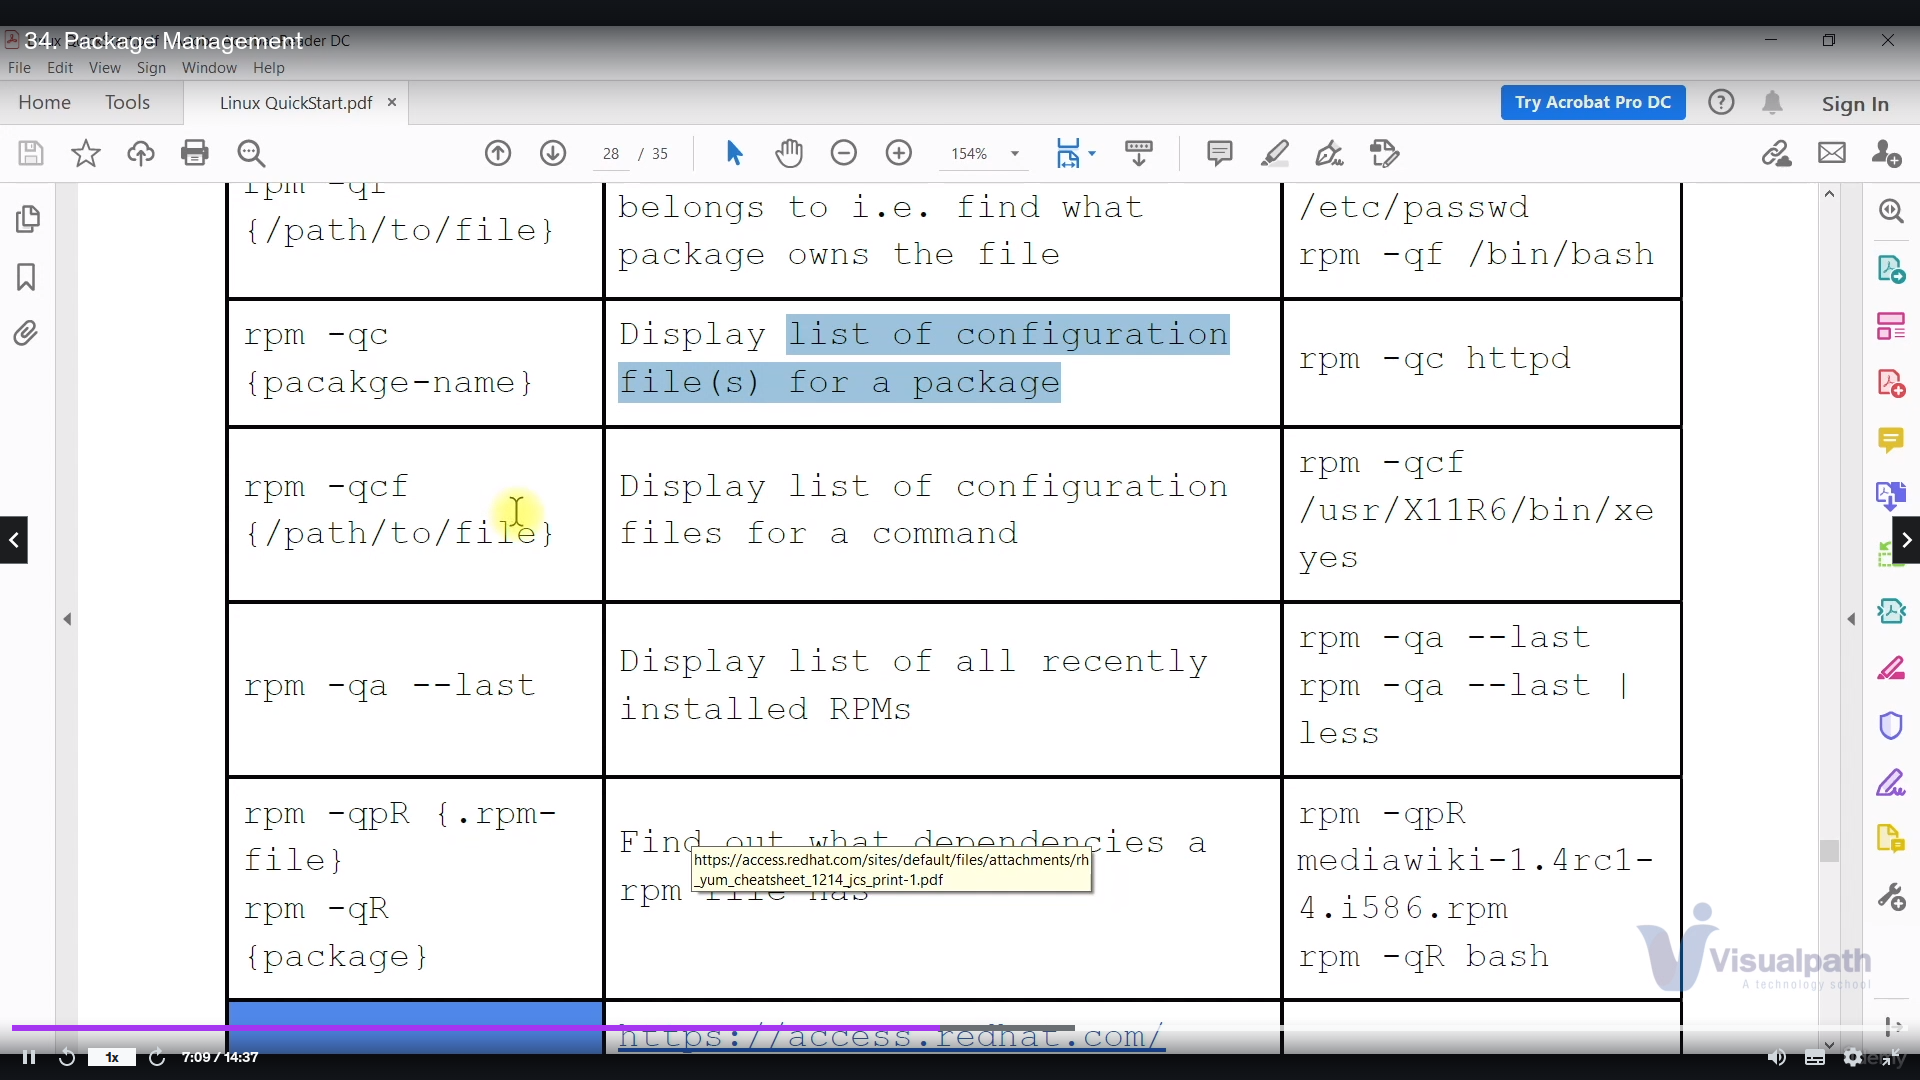 34. Package Management
File Edit View Sign Window Help
Home Tools Linux QuickStart.pdf
Try Acrobat Pro DC Sign In
28 / 35 154%
rpm -qf
{/path/to/file}
belongs to i.e. find what
package owns the file
/etc/passwd
rpm -qf /bin/bash
rpm -qc
{pacakge-name}
Display list of configuration
file(s) for a package
rpm -qc httpd
rpm -qcf
{/path/to/file}
Display list of configuration
files for a command
rpm -qcf
/usr/X11R6/bin/xe
yes
rpm -qa --last
Display list of all recently
installed RPMs
rpm -qa --last
rpm -qa --last |
less
rpm -qpR {.rpm-
file}
rpm -qR
{package}
Find out what dependencies a
rpm file has
https://access.redhat.com/sites/default/files/attachments/rh
_yum_cheatsheet_1214_jcs_print-1.pdf
rpm -qpR
mediawiki-1.4rc1-
4.i586.rpm
rpm -qR bash
Visualpath
A technology school
https://access.redhat.com/
1x 7:09 / 14:37